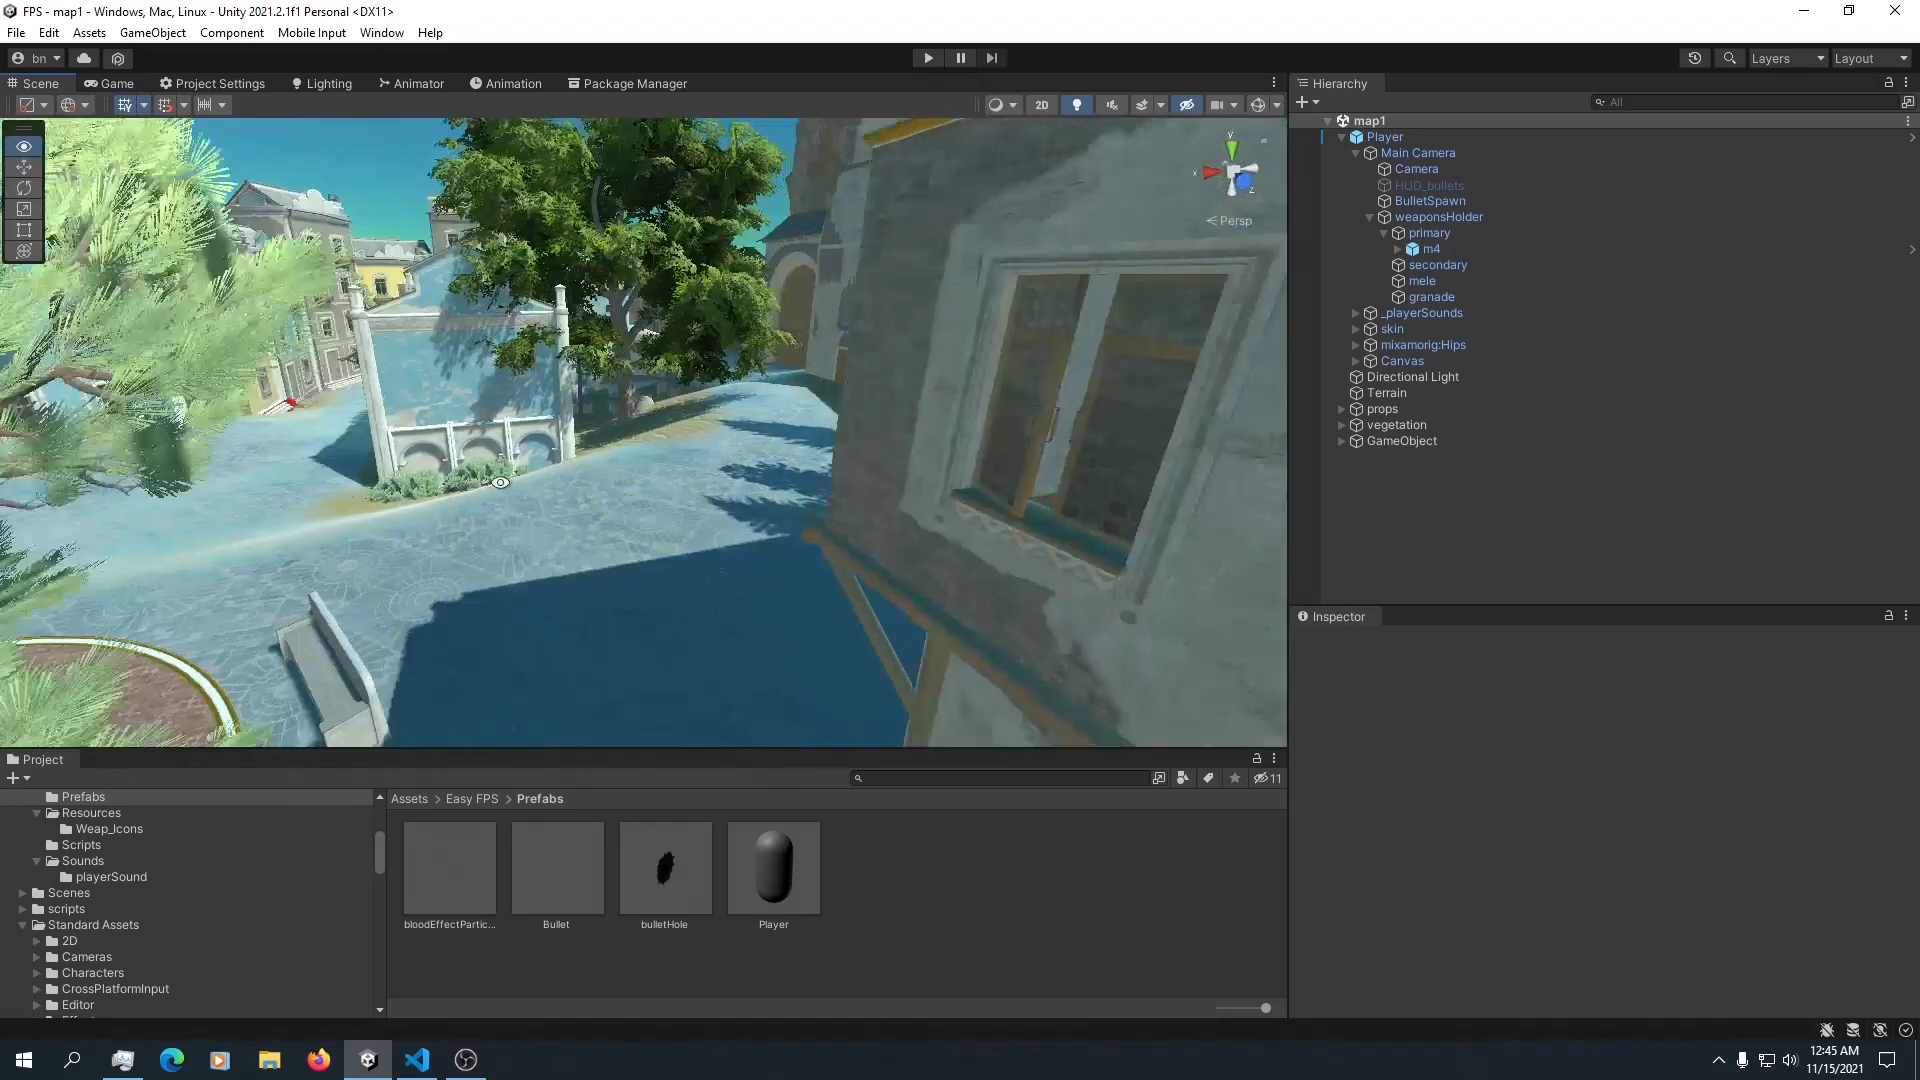 FPS - map1 - Windows, Mac, Linux - Unity 2021.2.1f1 Personal <DX11>
File Edit Assets GameObject Component Mobile Input Window Help
bn
Layers
Layout
Scene
Game
Project Settings
Lighting
Animator
Animation
Package Manager
2D
y
x
z
< Persp
Hierarchy
All
map1
Player
Main Camera
Camera
HUD_bullets
BulletSpawn
weaponsHolder
primary
m4
secondary
mele
granade
_playerSounds
skin
mixamorig:Hips
Canvas
Directional Light
Terrain
props
vegetation
GameObject
Inspector
Project
11
Prefabs
Resources
Weap_Icons
Scripts
Sounds
playerSound
Scenes
scripts
Standard Assets
2D
Cameras
Characters
CrossPlatformInput
Editor
Assets > Easy FPS > Prefabs
bloodEffectPartic...
Bullet
bulletHole
Player
12:45 AM
11/15/2021